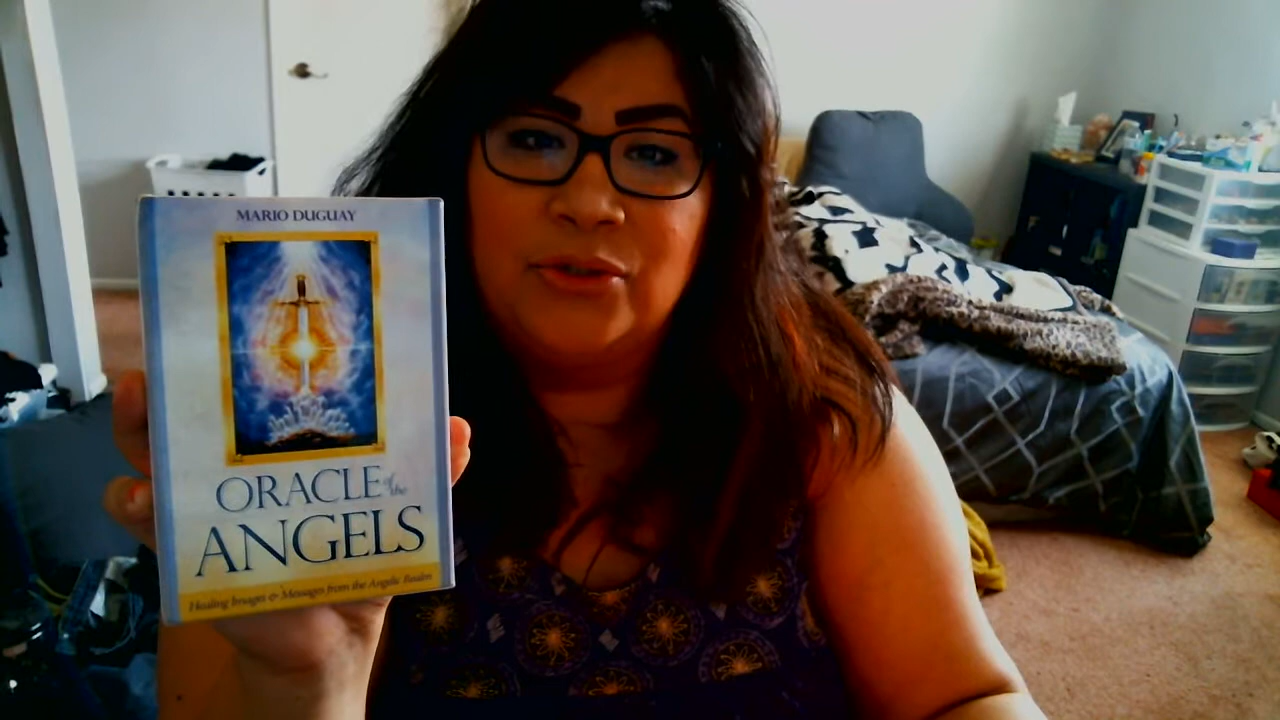 MARIO DUGUAY
ORACLE of the
ANGELS
Healing Images & Messages from the Angelic Realm